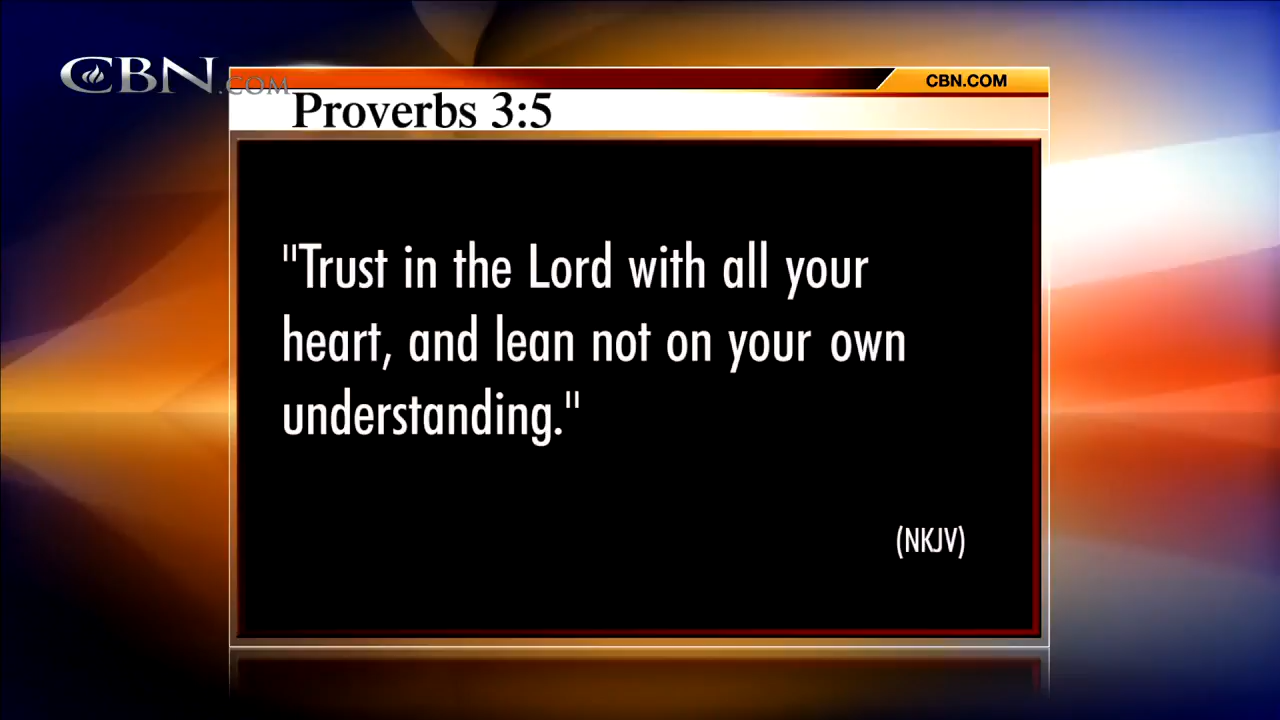 CBN.COM
CBN.COM
Proverbs 3:5
"Trust in the Lord with all your
heart, and lean not on your own
understanding."
(NKJV)